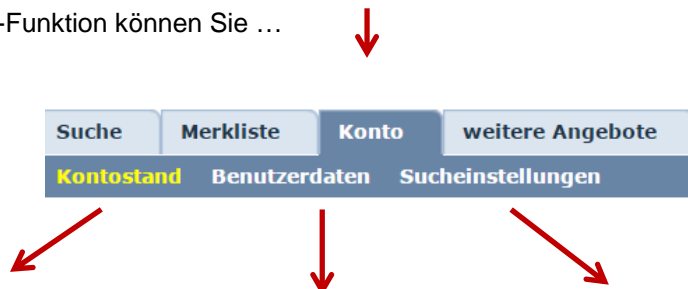 -Funktion können Sie …
Suche Merkliste Konto weitere Angebote
Kontostand Benutzerdaten Sucheinstellungen